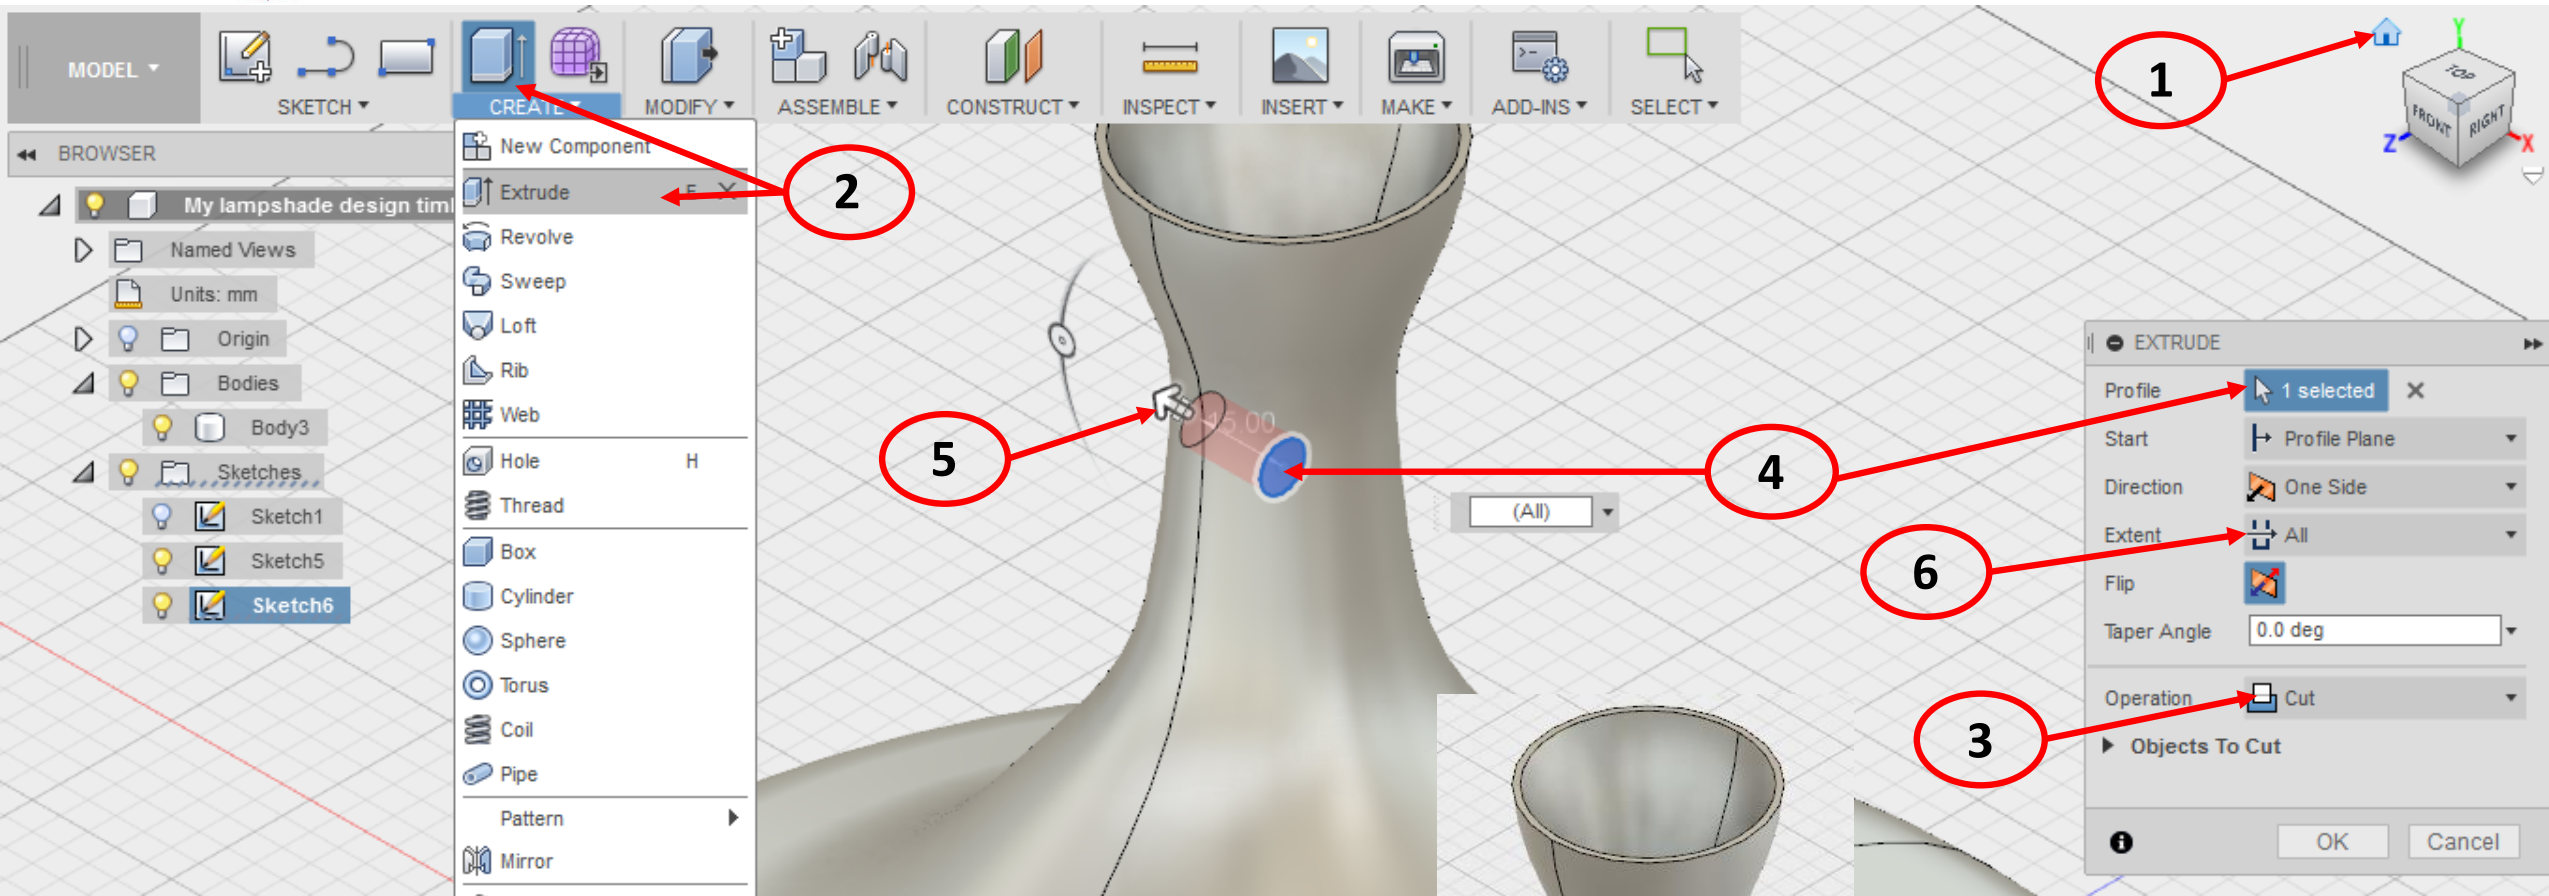 MODEL
SKETCH
CREATE
MODIFY
ASSEMBLE
CONSTRUCT
INSPECT
INSERT
MAKE
ADD-INS
SELECT
1
Y
TOP
FRONT
RIGHT
Z
X
BROWSER
My lampshade design
Named Views
Units: mm
Origin
Bodies
Body3
Sketches
Sketch1
Sketch5
Sketch6
New Component
Extrude
Revolve
Sweep
Loft
Rib
Web
Hole H
Thread
Box
Cylinder
Sphere
Torus
Coil
Pipe
Pattern
Mirror
2
5
15.00
4
(All)
6
3
EXTRUDE
Profile 1 selected
Start Profile Plane
Direction One Side
Extent All
Flip
Taper Angle 0.0 deg
Operation Cut
Objects To Cut
OK Cancel